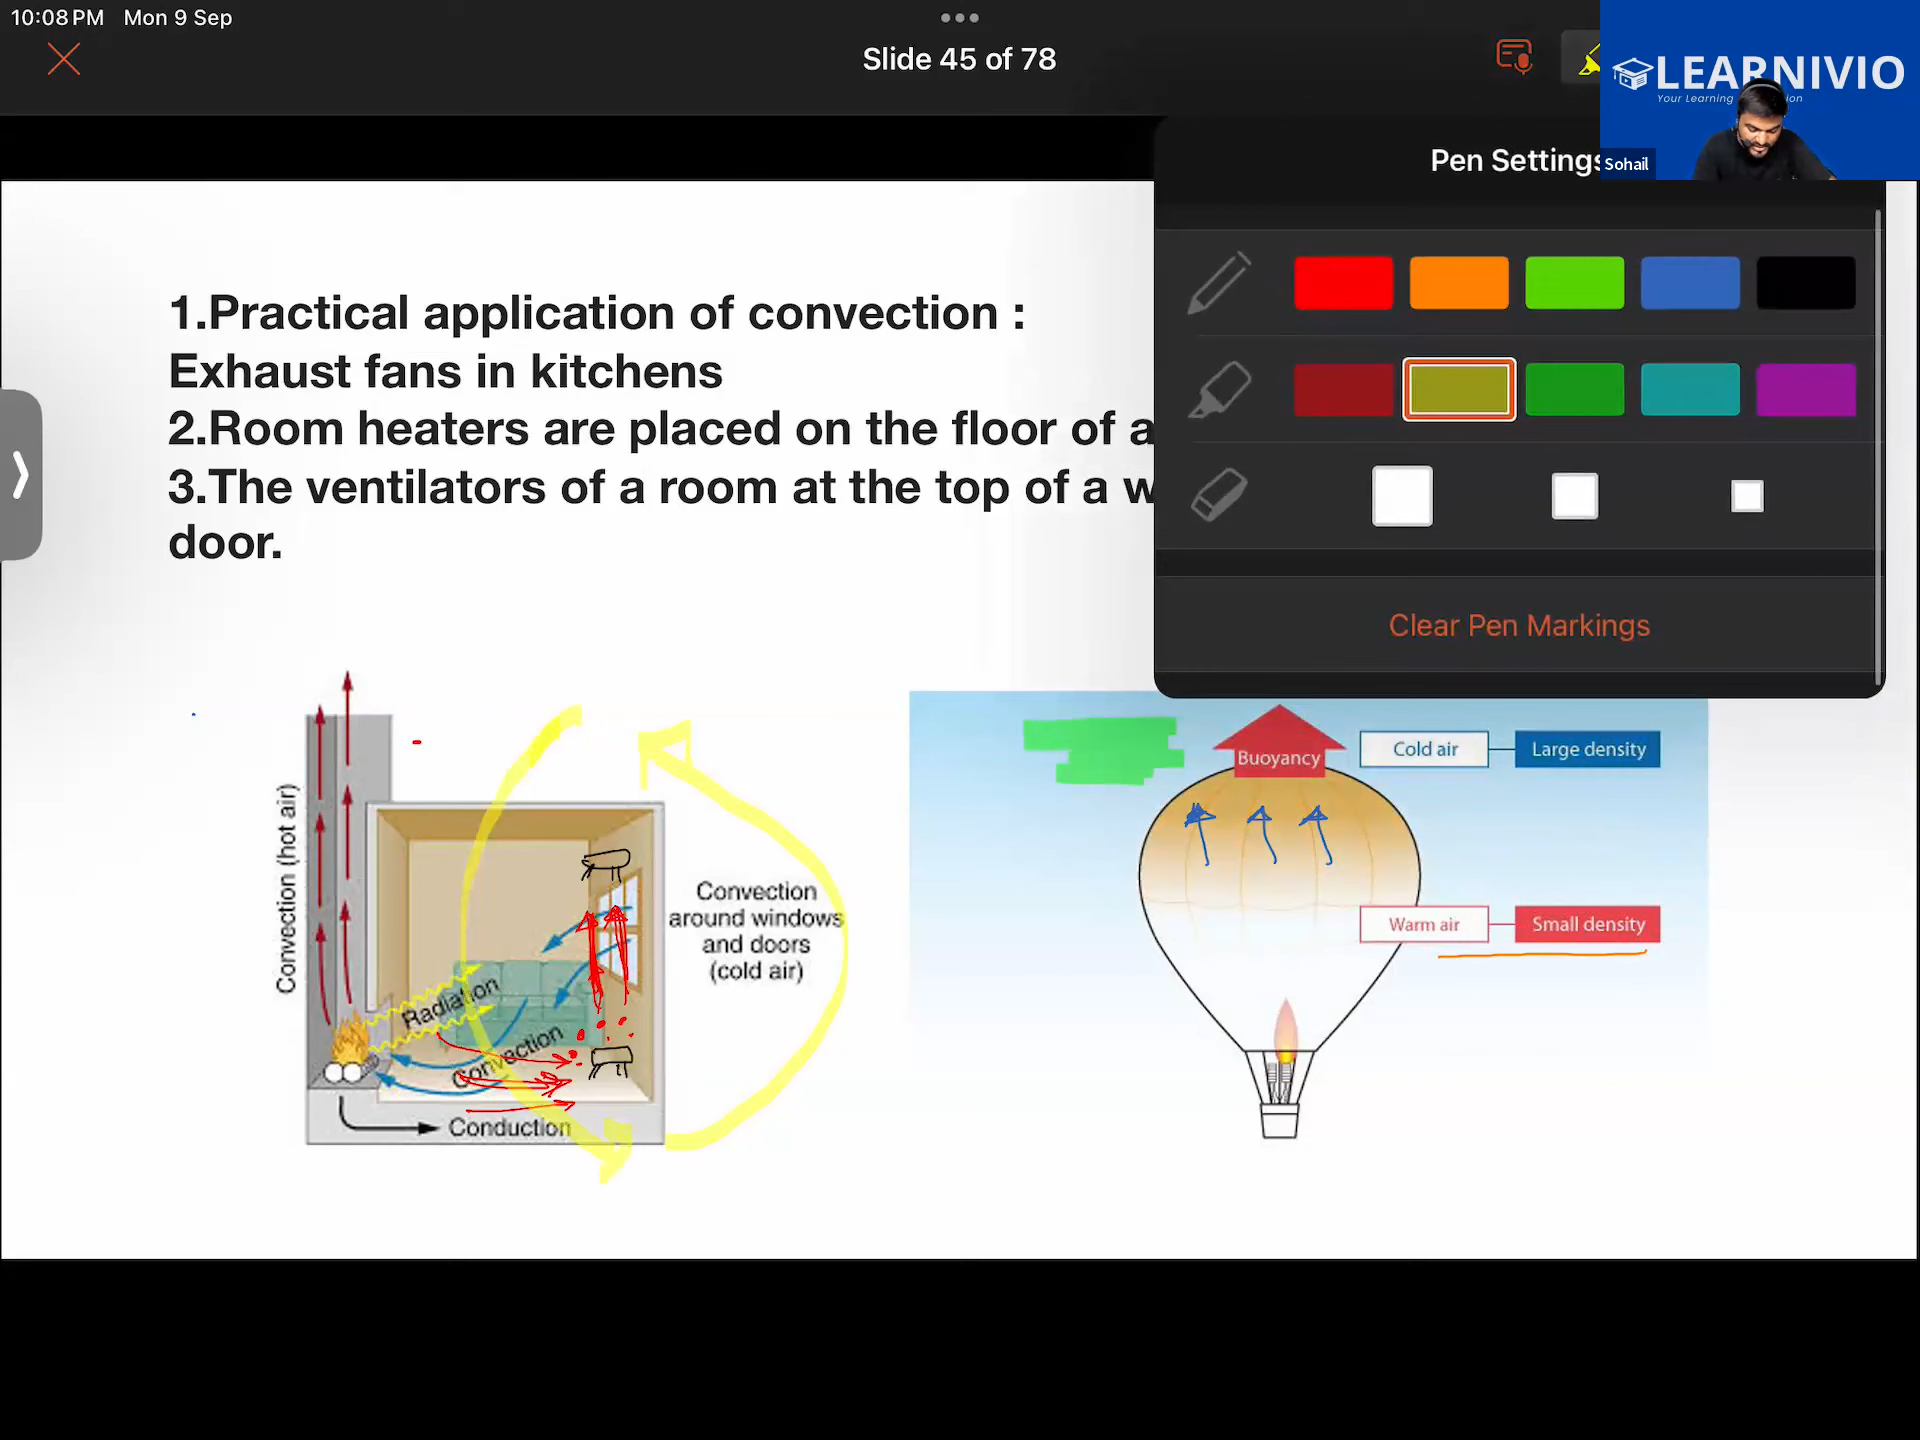 10:08 PM Mon 9 Sep
Slide 45 of 78
LEARNIVIO
Your Learning
Sohail
Pen Settings
Clear Pen Markings
1.Practical application of convection :
Exhaust fans in kitchens
2.Room heaters are placed on the floor of a
3.The ventilators of a room at the top of a w
door.
Convection (hot air)
Radiation
Convection
Conduction
Convection
around windows
and doors
(cold air)
Buoyancy
Cold air
Large density
Warm air
Small density